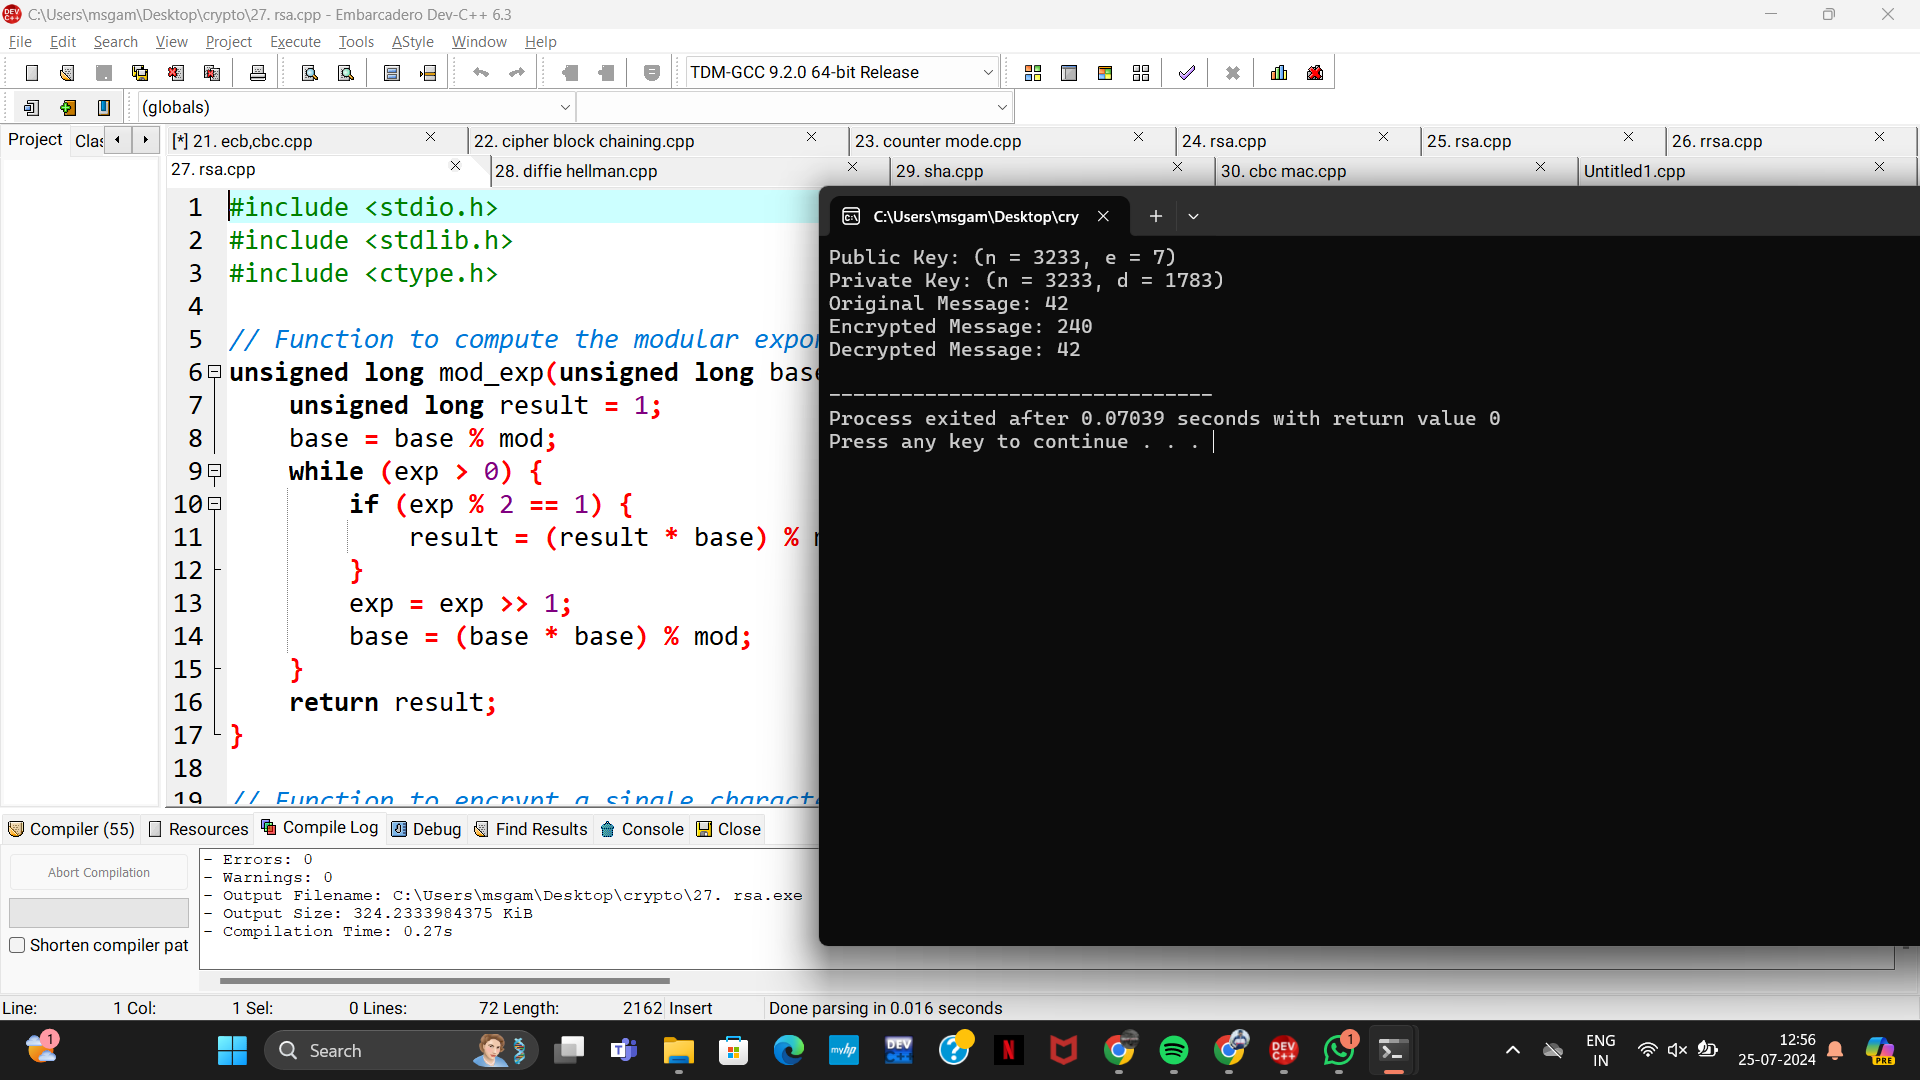 C:\Users\msgam\Desktop\crypto\27. rsa.cpp - Embarcadero Dev-C++ 6.3
File Edit Search View Project Execute Tools AStyle Window Help
TDM-GCC 9.2.0 64-bit Release
(globals)
Project Clas
[*] 21. ecb,cbc.cpp 22. cipher block chaining.cpp 23. counter mode.cpp 24. rsa.cpp 25. rsa.cpp 26. rrsa.cpp
27. rsa.cpp 28. diffie hellman.cpp 29. sha.cpp 30. cbc mac.cpp Untitled1.cpp
1 #include <stdio.h>
2 #include <stdlib.h>
3 #include <ctype.h>
4
5 // Function to compute the modular expo
6 unsigned long mod_exp(unsigned long base
7 unsigned long result = 1;
8 base = base % mod;
9 while (exp > 0) {
10 if (exp % 2 == 1) {
11 result = (result * base) %
12 }
13 exp = exp >> 1;
14 base = (base * base) % mod;
15 }
16 return result;
17 }
18
19 // Function to encrypt a single characte
C:\Users\msgam\Desktop\cry
Public Key: (n = 3233, e = 7)
Private Key: (n = 3233, d = 1783)
Original Message: 42
Encrypted Message: 240
Decrypted Message: 42
--------------------------------
Process exited after 0.07039 seconds with return value 0
Press any key to continue . . .
Compiler (55) Resources Compile Log Debug Find Results Console Close
Abort Compilation
Shorten compiler pat
- Errors: 0
- Warnings: 0
- Output Filename: C:\Users\msgam\Desktop\crypto\27. rsa.exe
- Output Size: 324.2333984375 KiB
- Compilation Time: 0.27s
Line: 1 Col: 1 Sel: 0 Lines: 72 Length: 2162 Insert Done parsing in 0.016 seconds
1
Search
myhp
DEV C++
N
DEV C++
1
ENG
IN
12:56
25-07-2024
PRE